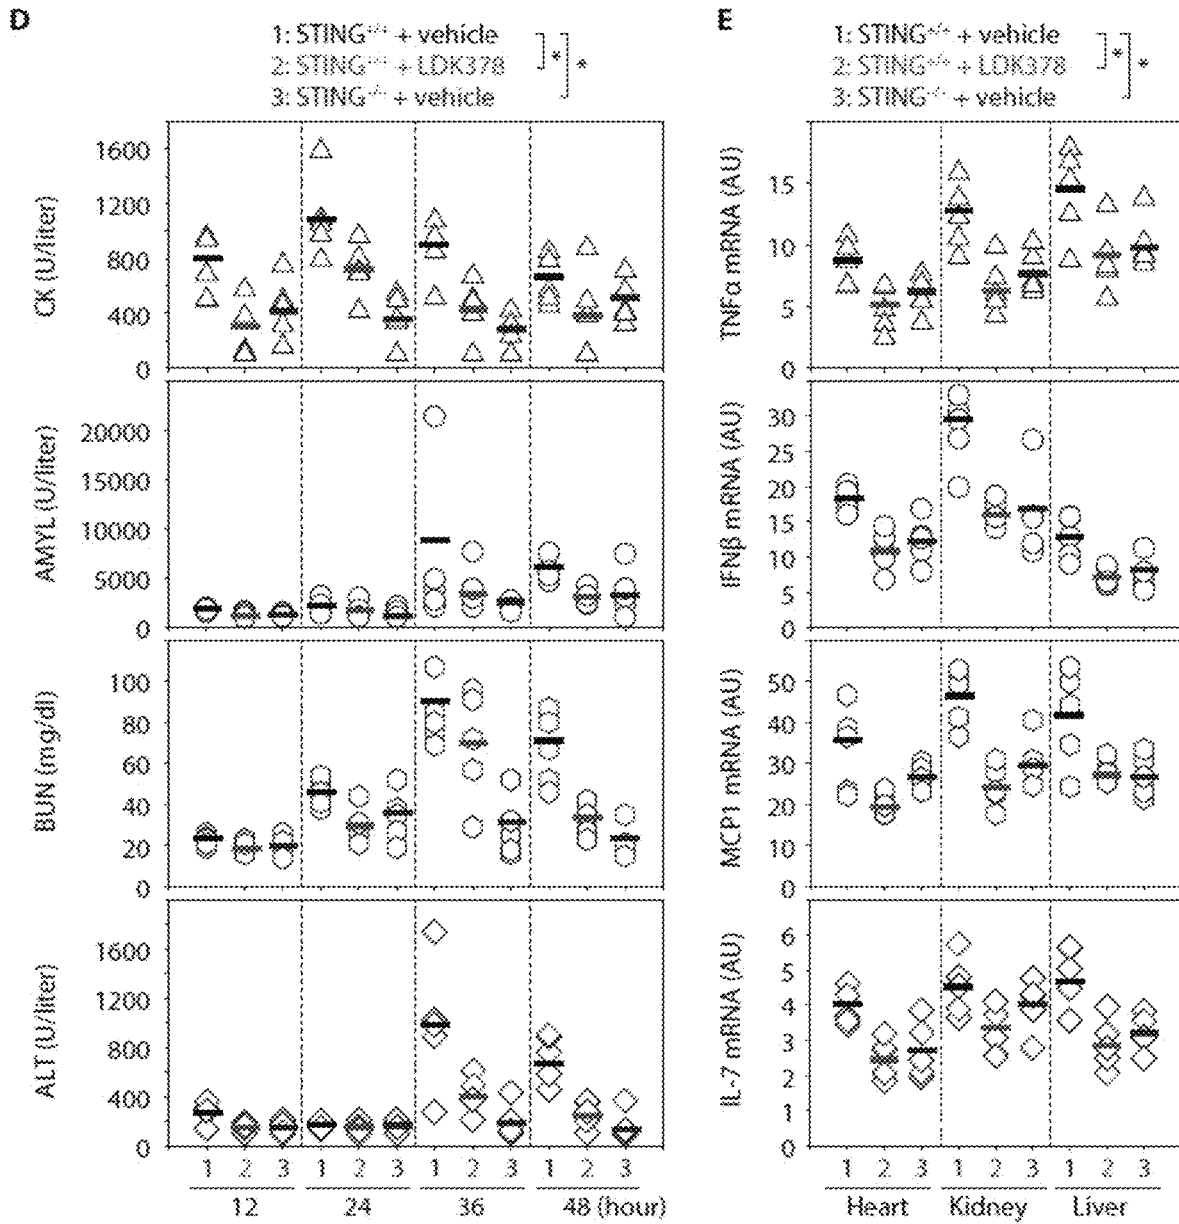 D
1: STING+/+ + vehicle
2: STING+/+ + LDK378
3: STING-/- + vehicle
*
*
CK (U/liter)
1600
1200
800
400
0
AMYL (U/liter)
20000
15000
10000
5000
0
BUN (mg/dl)
100
80
60
40
20
0
ALT (U/liter)
1600
1200
800
400
0
1 2 3 1 2 3 1 2 3 1 2 3
12 24 36 48 (hour)
E
1: STING+/+ + vehicle
2: STING+/+ + LDK378
3: STING-/- + vehicle
*
*
TNFα mRNA (AU)
15
10
5
0
IFNβ mRNA (AU)
30
25
20
15
10
5
0
MCP1 mRNA (AU)
50
40
30
20
10
0
IL-7 mRNA (AU)
6
5
4
3
2
1
0
1 2 3 1 2 3 1 2 3
Heart Kidney Liver